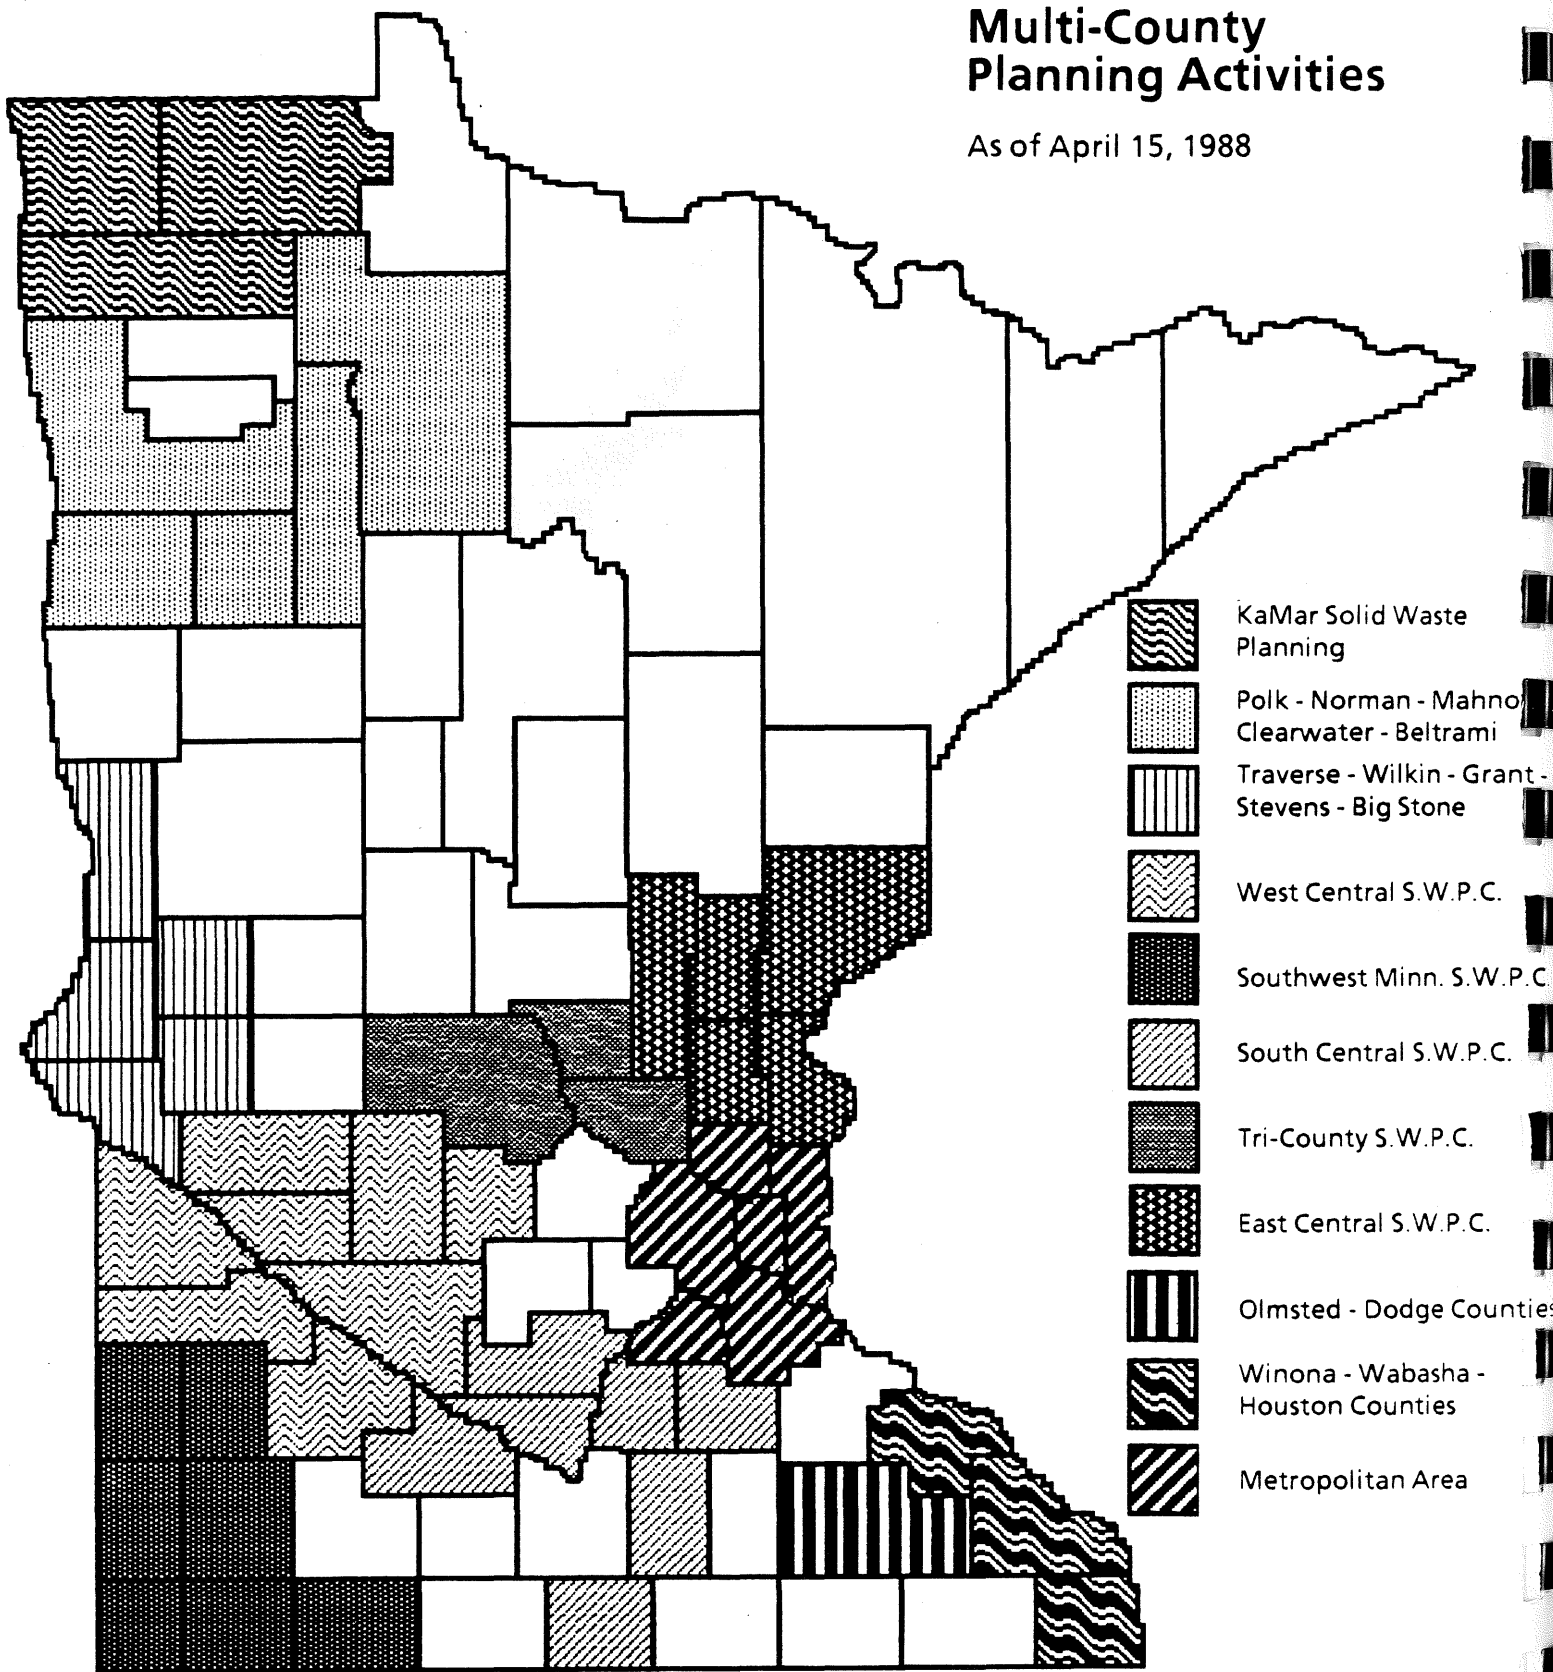 Multi-County
Planning Activities
As of April 15, 1988
KaMar Solid Waste
Planning
Polk - Norman - Mahno
Clearwater - Beltrami
Traverse - Wilkin - Grant -
Stevens - Big Stone
West Central S.W.P.C.
Southwest Minn. S.W.P.C
South Central S.W.P.C.
Tri-County S.W.P.C.
East Central S.W.P.C.
Olmsted - Dodge Counties
Winona - Wabasha -
Houston Counties
Metropolitan Area